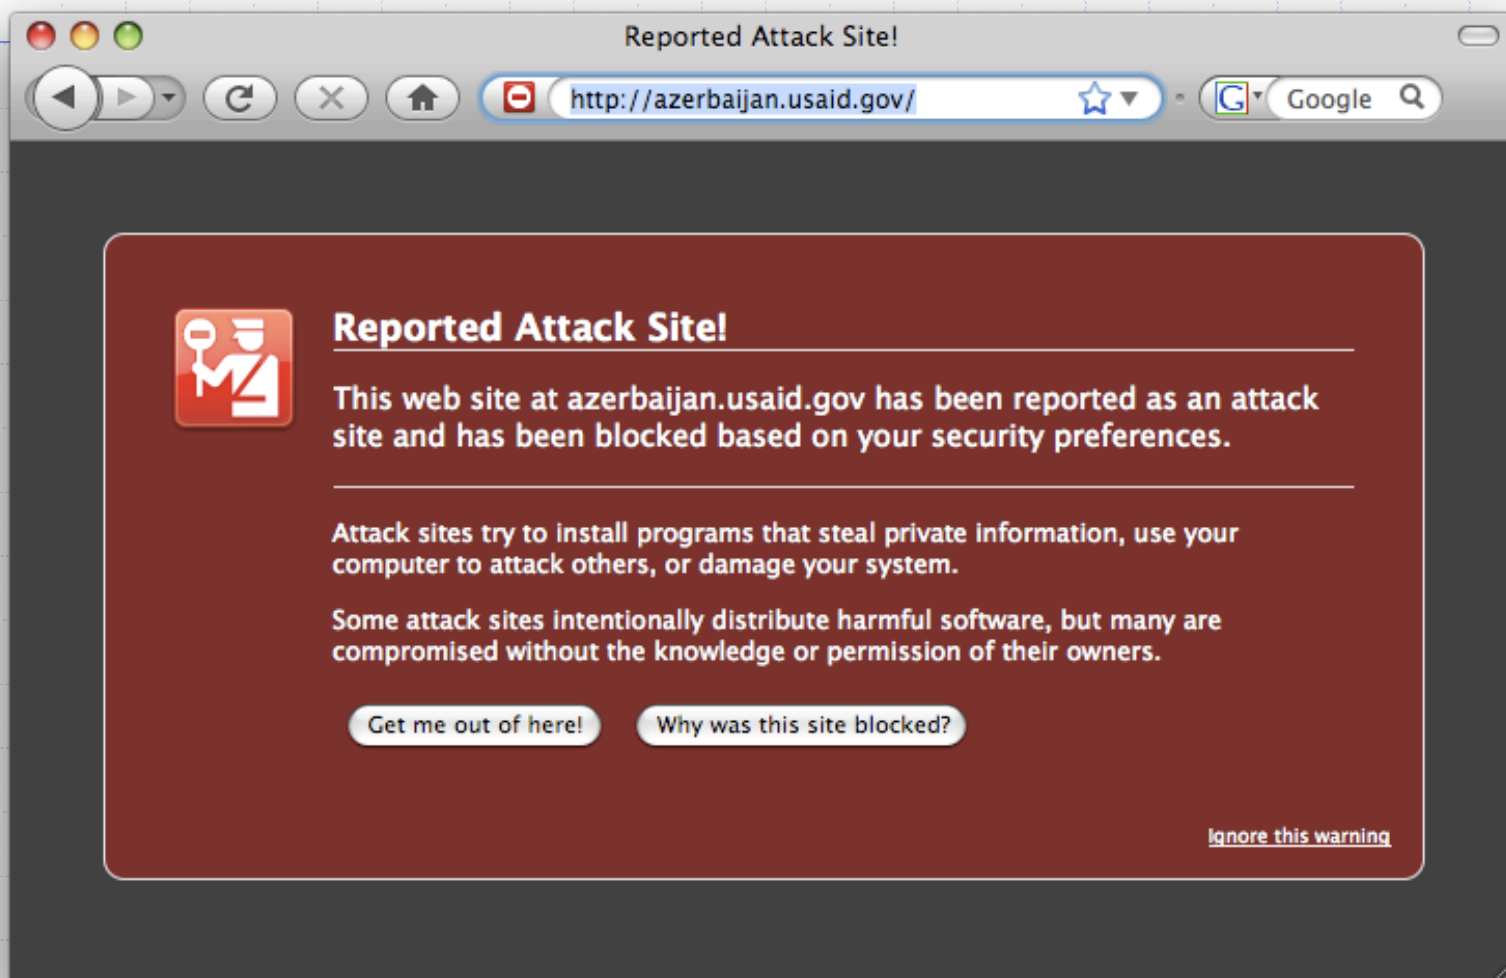 Reported Attack Site!
http://azerbaijan.usaid.gov/
G
Google
Reported Attack Site!
This web site at azerbaijan.usaid.gov has been reported as an attack
site and has been blocked based on your security preferences.
Attack sites try to install programs that steal private information, use your
computer to attack others, or damage your system.
Some attack sites intentionally distribute harmful software, but many are
compromised without the knowledge or permission of their owners.
Get me out of here!
Why was this site blocked?
Ignore this warning